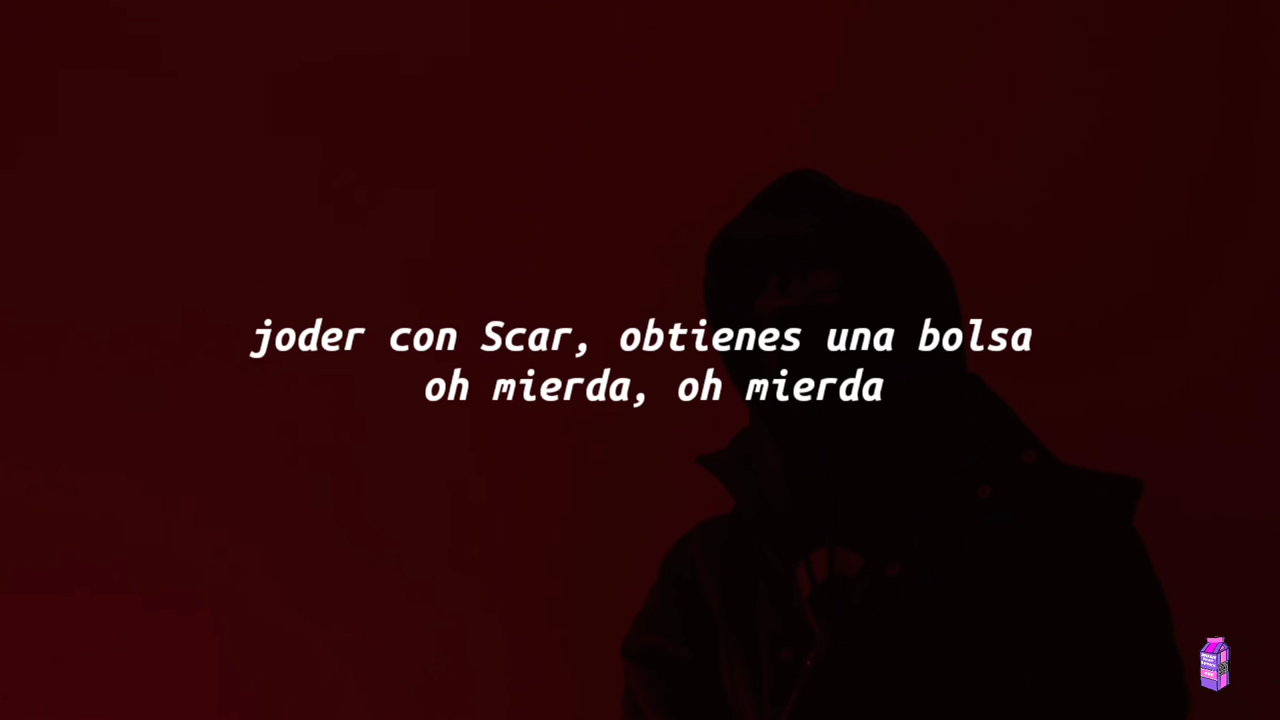 joder con Scar, obtienes una bolsa
oh mierda, oh mierda